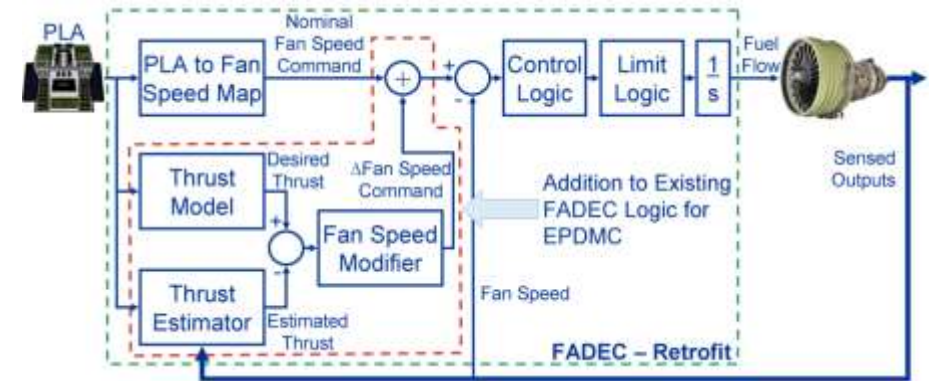 PLA
PLA to Fan
Speed Map
Nominal
Fan Speed
Command
+
+
-
Control
Logic
Limit
Logic
1
s
Fuel
Flow
Sensed
Outputs
Thrust
Model
Desired
Thrust
+
-
Fan Speed
Modifier
ΔFan Speed
Command
Addition to Existing
FADEC Logic for
EPDMC
Thrust
Estimator
Estimated
Thrust
Fan Speed
FADEC – Retrofit